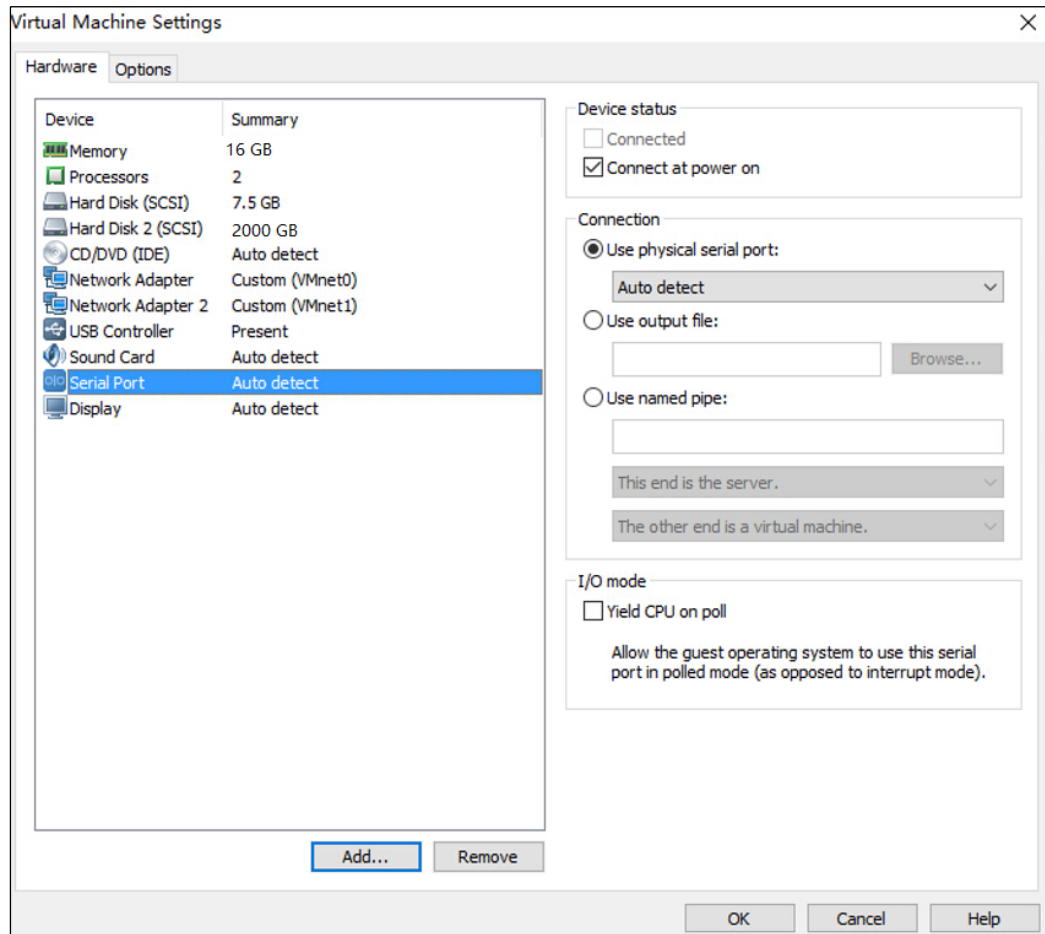 Virtual Machine Settings
Hardware
Options
Device Summary
Memory 16 GB
Processors 2
Hard Disk (SCSI) 7.5 GB
Hard Disk 2 (SCSI) 2000 GB
CD/DVD (IDE) Auto detect
Network Adapter Custom (VMnet0)
Network Adapter 2 Custom (VMnet1)
USB Controller Present
Sound Card Auto detect
Serial Port Auto detect
Display Auto detect
Add...
Remove
Device status
Connected
Connect at power on
Connection
Use physical serial port:
Auto detect
Use output file:
Browse...
Use named pipe:
This end is the server.
The other end is a virtual machine.
I/O mode
Yield CPU on poll
Allow the guest operating system to use this serial
port in polled mode (as opposed to interrupt mode).
OK
Cancel
Help